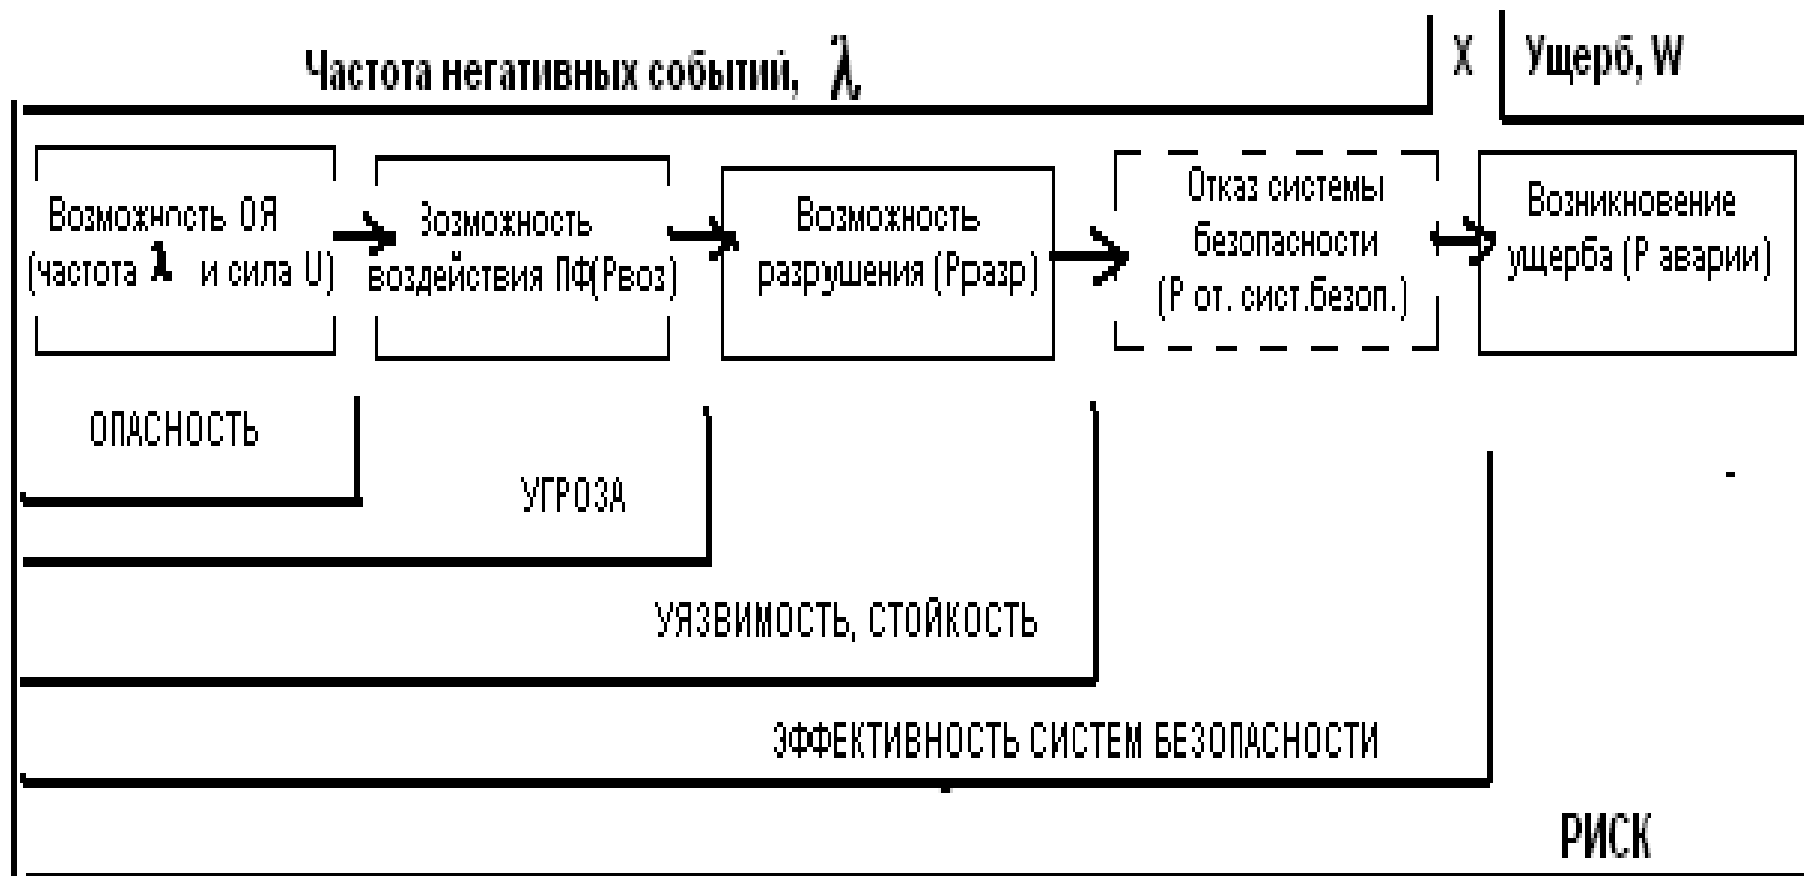 Частота негативных событий, λ
X
Ущерб, W
Возможность ОЯ
(частота λ и сила U)
Возможность
воздействия ПФ(Рвоз)
Возможность
разрушения (Рразр)
Отказ системы
безопасности
(Р от. сист.безоп.)
Возникновение
ущерба (Р аварии)
ОПАСНОСТЬ
УГРОЗА
УЯЗВИМОСТЬ, СТОЙКОСТЬ
ЭФФЕКТИВНОСТЬ СИСТЕМ БЕЗОПАСНОСТИ
РИСК